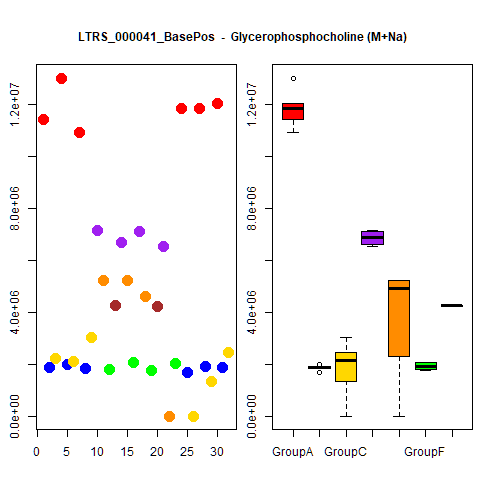 LTRS_000041_BasePos - Glycerophosphocholine (M+Na)
1.2e+07
8.0e+06
4.0e+06
0.0e+00
0 5 10 15 20 25 30
1.2e+07
8.0e+06
4.0e+06
0.0e+00
GroupA GroupC GroupF